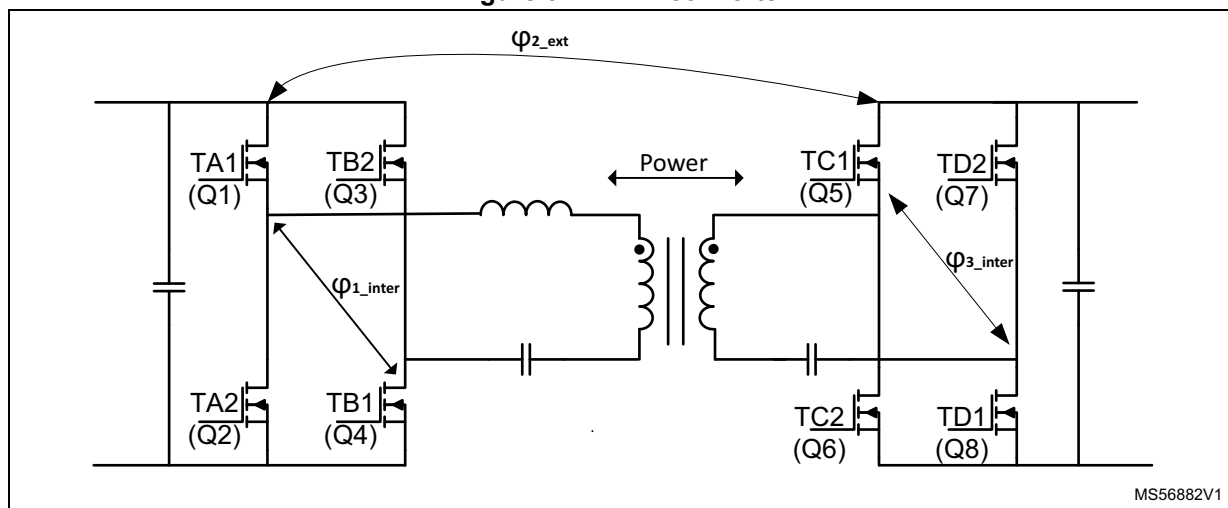 φ2_ext
TA1
(Q1)
TB2
(Q3)
Power
TC1
(Q5)
TD2
(Q7)
φ1_inter
φ3_inter
TA2
(Q2)
TB1
(Q4)
TC2
(Q6)
TD1
(Q8)
MS56882V1